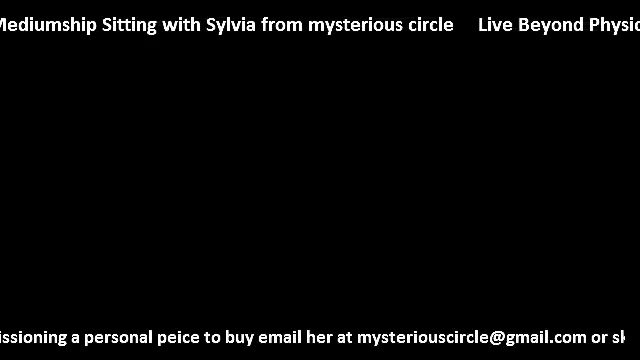 Mediumship Sitting with Sylvia from mysterious circle Live Beyond Physic
issioning a personal peice to buy email her at mysteriouscircle@gmail.com or sk